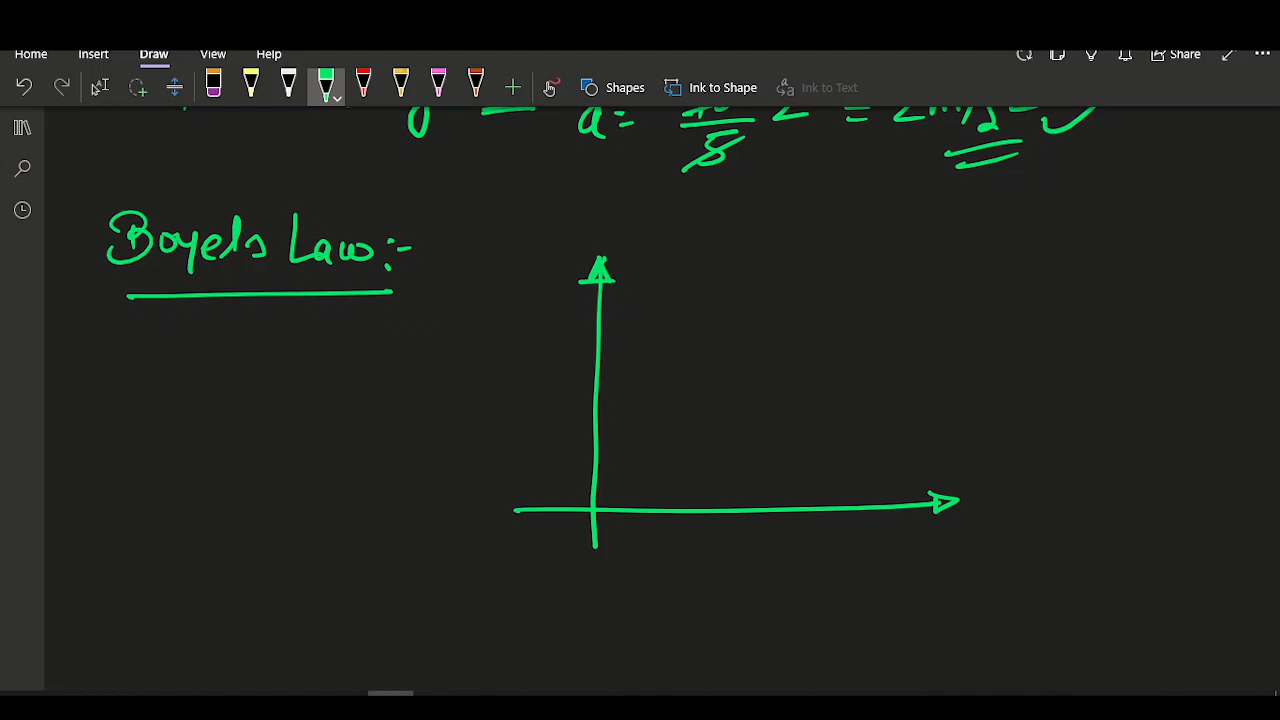 Home Insert Draw View Help Share
Shapes Ink to Shape Ink to Text
a=
Boyels Law:-